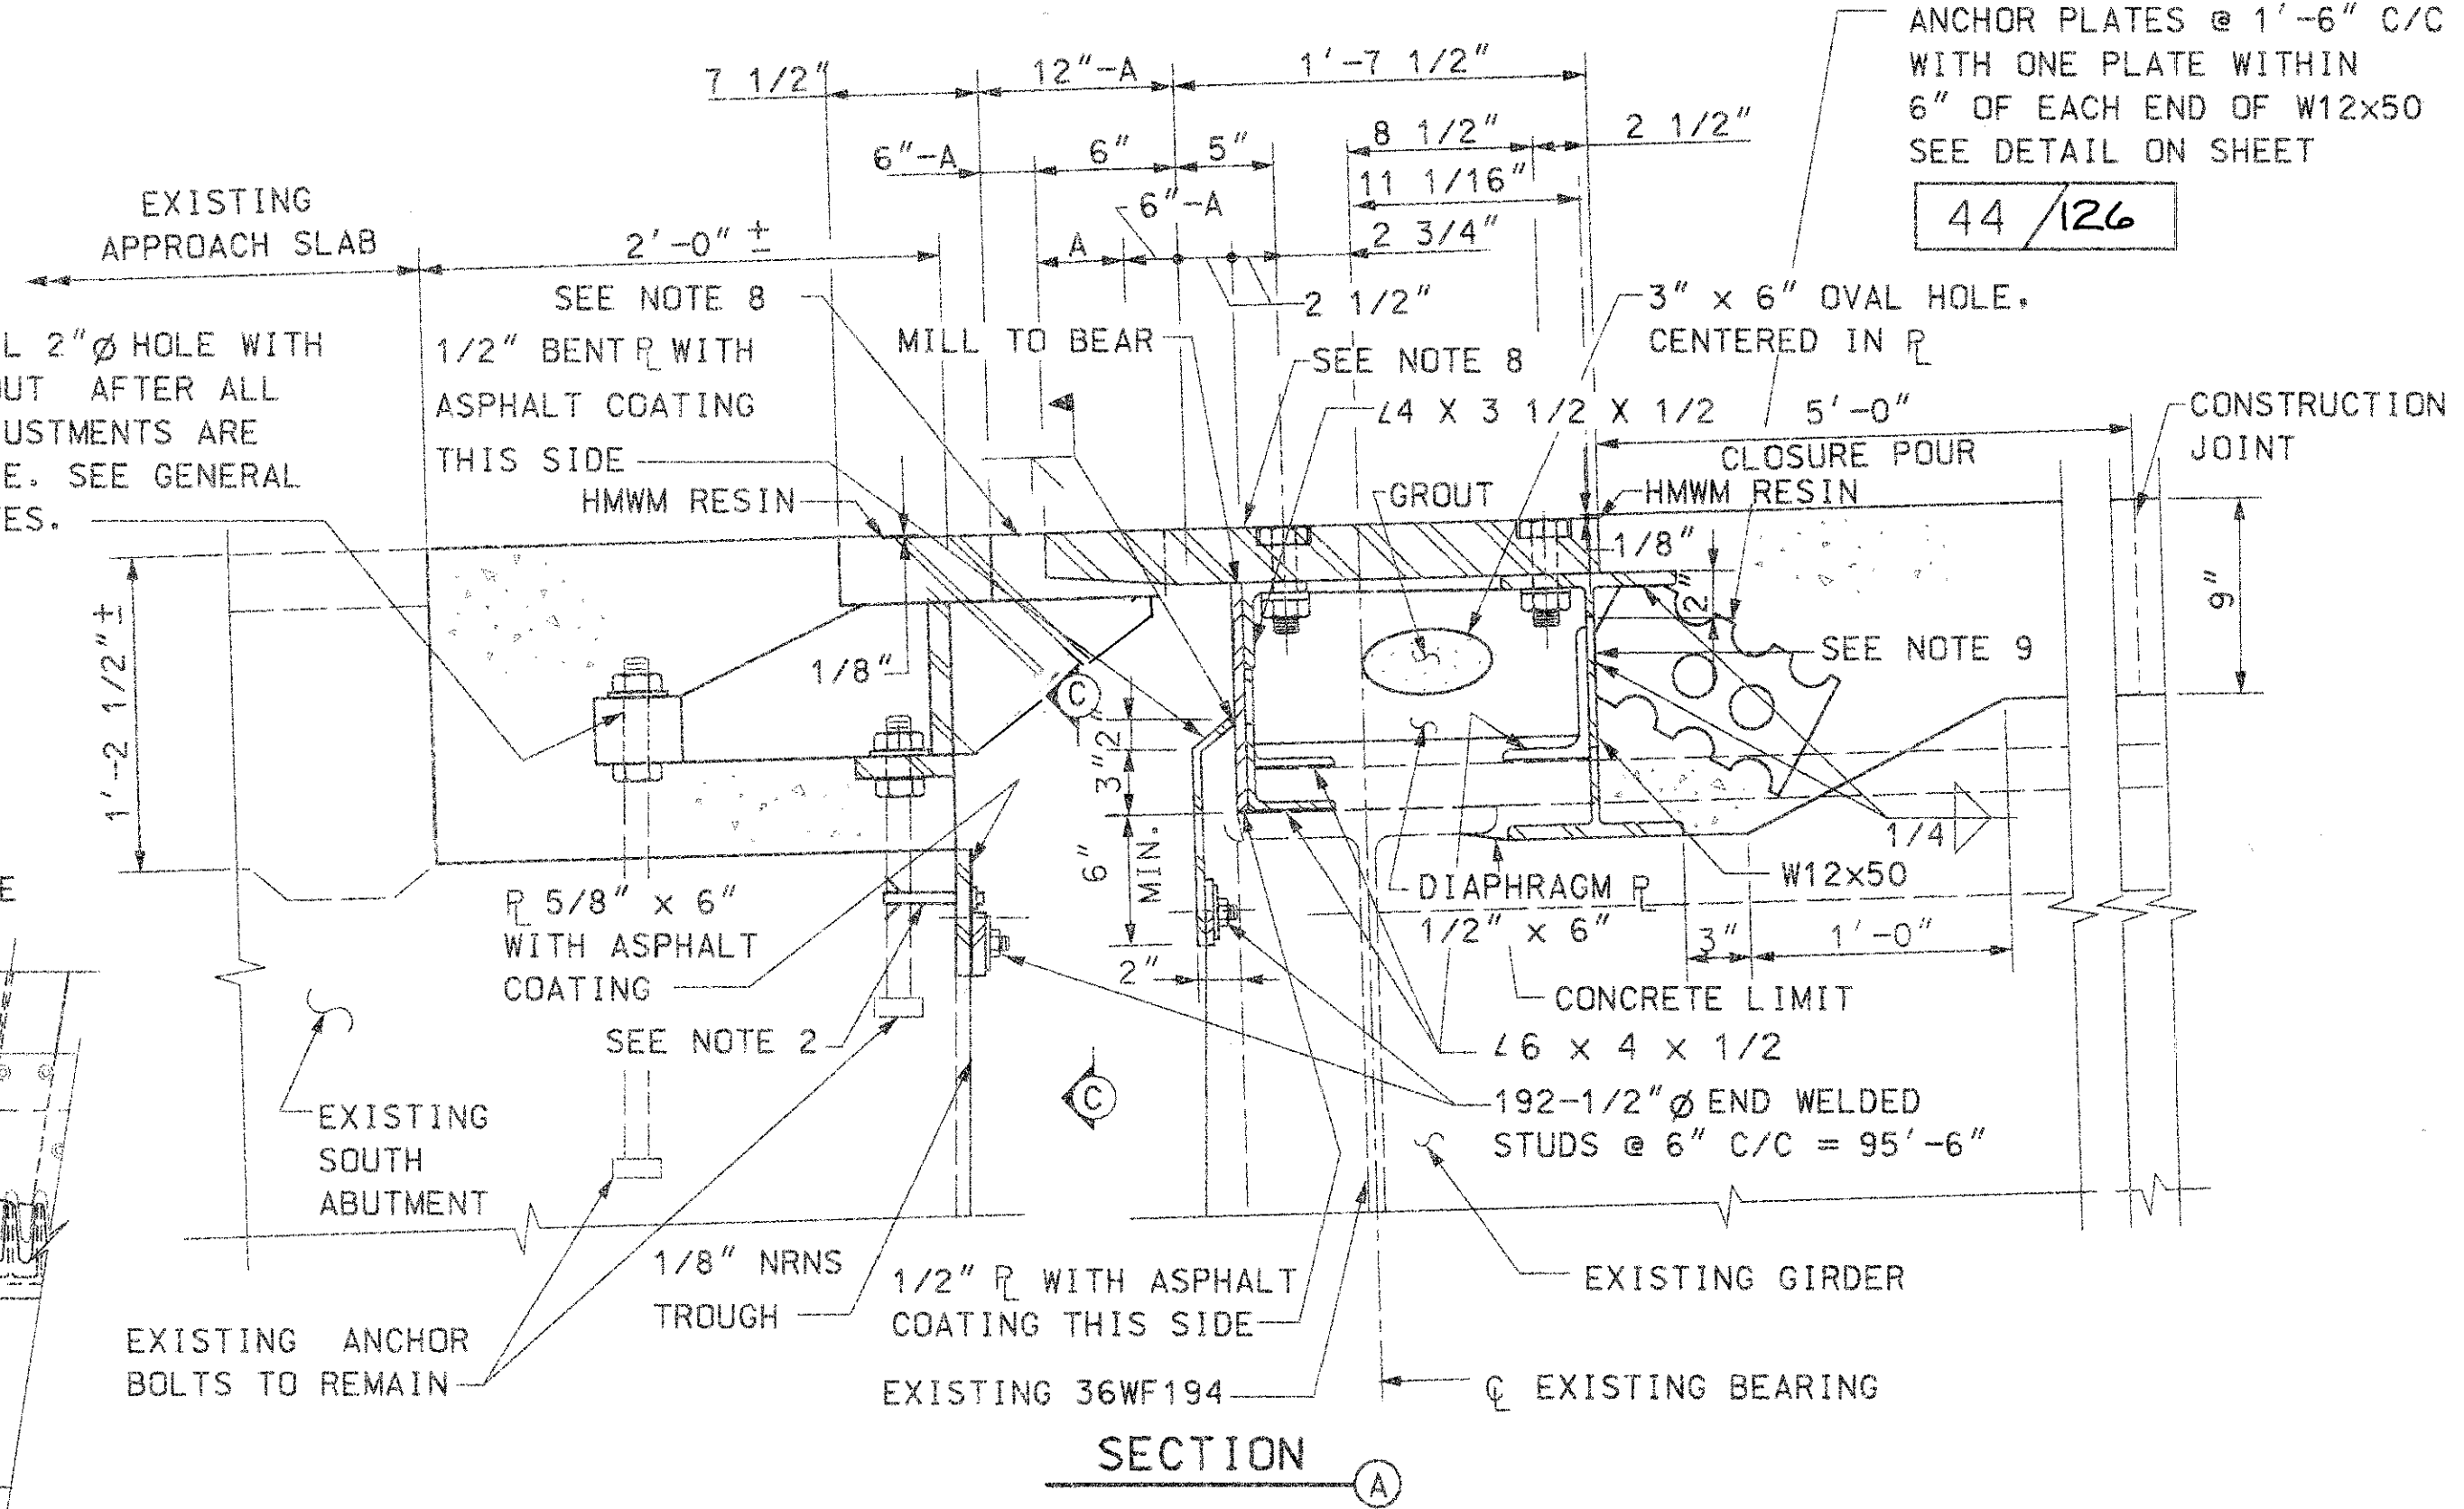 ANCHOR PLATES @ 1'-6" C/C
WITH ONE PLATE WITHIN
6" OF EACH END OF W12x50
SEE DETAIL ON SHEET
44 / 126
7 1/2"
12"-A
1'-7 1/2"
6"-A
6"
5"
8 1/2"
2 1/2"
11 1/16"
6"-A
2 3/4"
A
2 1/2"
EXISTING
APPROACH SLAB
2'-0" ±
SEE NOTE 8
1/2" BENT ℄ WITH
ASPHALT COATING
THIS SIDE
HMWM RESIN
MILL TO BEAR
SEE NOTE 8
3" x 6" OVAL HOLE.
CENTERED IN ℄
∠4 X 3 1/2 X 1/2
5'-0"
CLOSURE POUR
CONSTRUCTION
JOINT
L 2"Ø HOLE WITH
OUT AFTER ALL
USTMENTS ARE
E. SEE GENERAL
ES.
GROUT
HMWM RESIN
1/8"
1/8"
2"
9"
SEE NOTE 9
1'-2 1/2" ±
C
2"
3"
6"
MIN.
2"
1/4
W12x50
DIAPHRAGM ℄
1/2" x 6"
3"
1'-0"
CONCRETE LIMIT
∠6 x 4 x 1/2
192-1/2"Ø END WELDED
STUDS @ 6" C/C = 95'-6"
E
℄ 5/8" x 6"
WITH ASPHALT
COATING
SEE NOTE 2
C
EXISTING
SOUTH
ABUTMENT
1/8" NRNS
TROUGH
1/2" ℄ WITH ASPHALT
COATING THIS SIDE
EXISTING GIRDER
EXISTING ANCHOR
BOLTS TO REMAIN
EXISTING 36WF194
℄ EXISTING BEARING
SECTION A